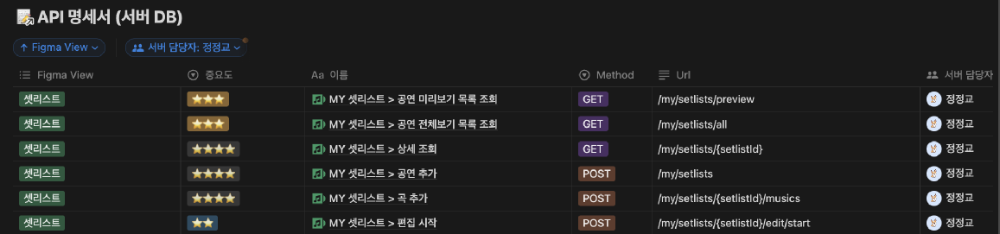 API 명세서 (서버 DB)
↑ Figma View 서버 담당자: 정정교
Figma View 중요도 Aa 이름 Method Url 서버 담당자
셋리스트 ⭐⭐⭐ MY 셋리스트 > 공연 미리보기 목록 조회 GET /my/setlists/preview 정정교
셋리스트 ⭐⭐⭐ MY 셋리스트 > 공연 전체보기 목록 조회 GET /my/setlists/all 정정교
셋리스트 ⭐⭐⭐⭐ MY 셋리스트 > 상세 조회 GET /my/setlists/{setlistId} 정정교
셋리스트 ⭐⭐⭐⭐ MY 셋리스트 > 공연 추가 POST /my/setlists 정정교
셋리스트 ⭐⭐⭐⭐ MY 셋리스트 > 곡 추가 POST /my/setlists/{setlistId}/musics 정정교
셋리스트 ⭐⭐ MY 셋리스트 > 편집 시작 POST /my/setlists/{setlistId}/edit/start 정정교